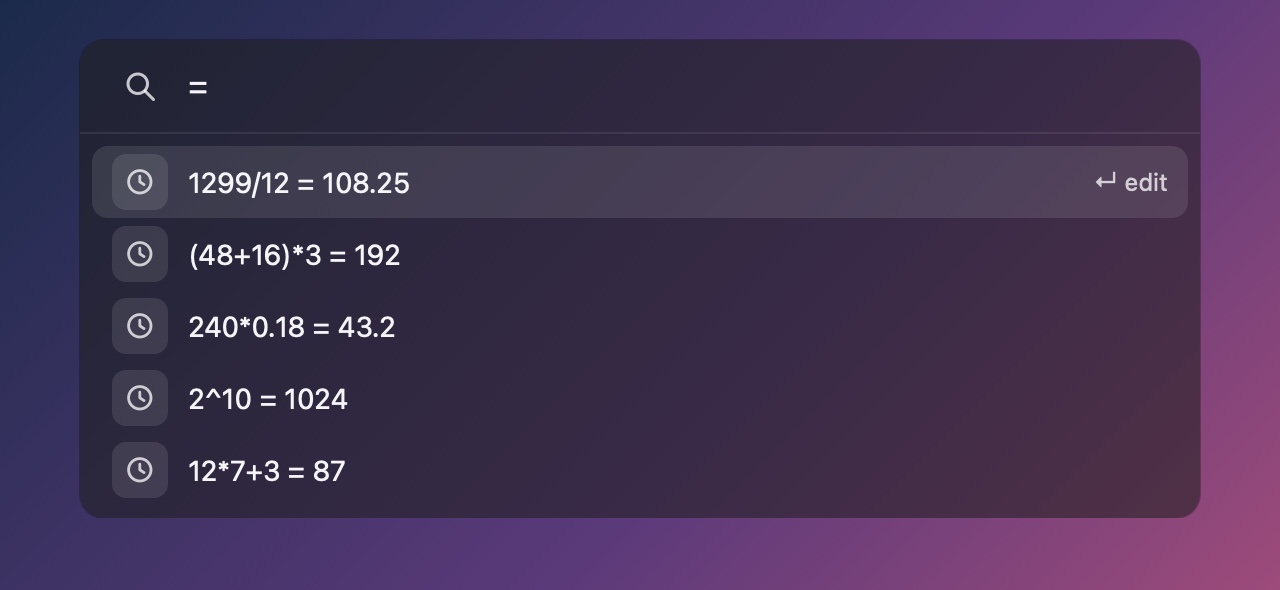 =
1299/12 = 108.25 ↵ edit
(48+16)*3 = 192
240*0.18 = 43.2
2^10 = 1024
12*7+3 = 87